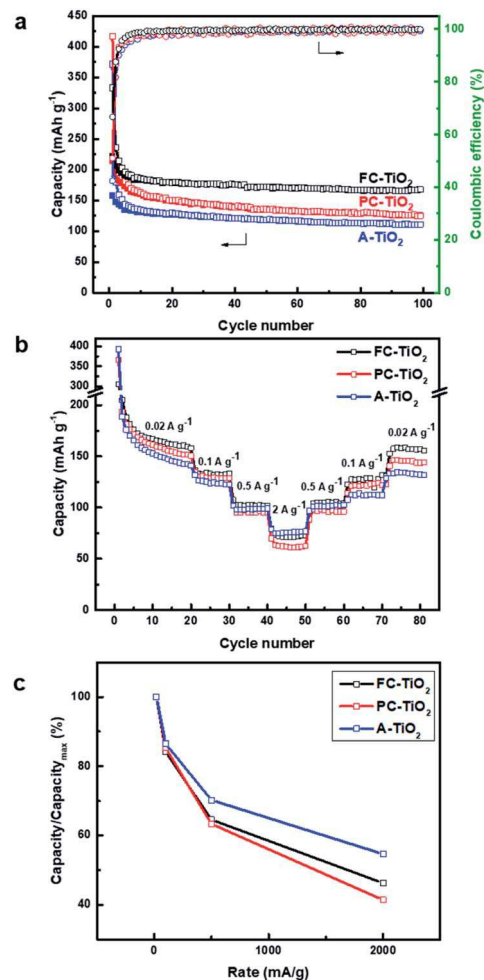 a
450
400
350
300
250
200
150
100
50
0
Capacity (mAh g⁻¹)
100
80
60
40
20
0
Coulombic efficiency (%)
FC-TiO₂
PC-TiO₂
A-TiO₂
0 20 40 60 80 100
Cycle number
b
400
350
300
200
150
100
50
0
Capacity (mAh g⁻¹)
FC-TiO₂
PC-TiO₂
A-TiO₂
0.02 A g⁻¹
0.1 A g⁻¹
0.5 A g⁻¹
2 A g⁻¹
0.5 A g⁻¹
0.1 A g⁻¹
0.02 A g⁻¹
0 10 20 30 40 50 60 70 80
Cycle number
c
100
80
60
40
Capacity/Capacityₘₐₓ (%)
FC-TiO₂
PC-TiO₂
A-TiO₂
0 1000 2000
Rate (mA/g)